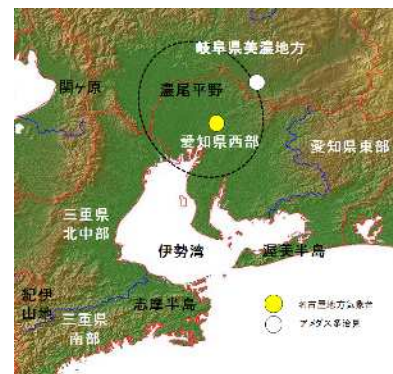 岐阜県美濃地方
関ヶ原
濃尾平野
愛知県西部
愛知県東部
三重県
北中部
伊勢湾
渥美半島
紀伊
山地
志摩半島
三重県
南部
名古屋地方気象台
アメダス多治見